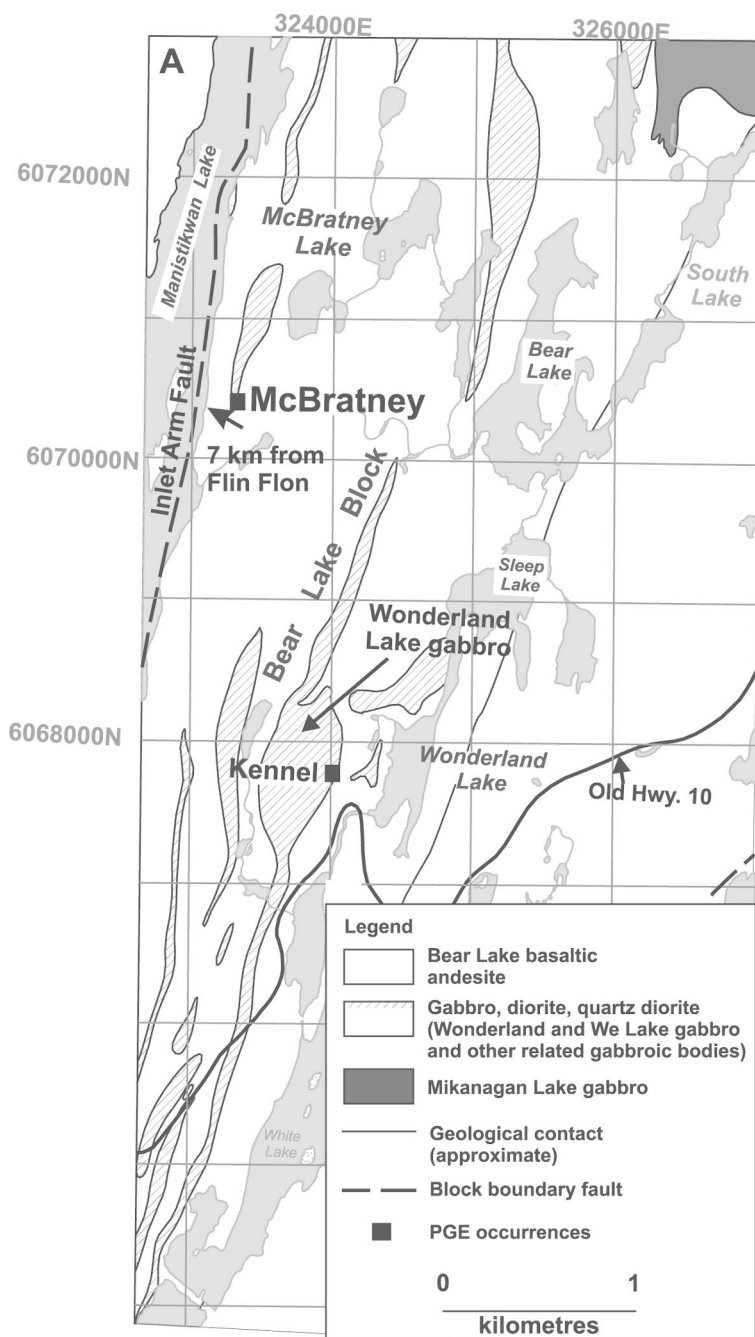 A
324000E
326000E
6072000N
Manistikwan Lake
McBratney
Lake
South
Lake
Bear
Lake
Inlet Arm Fault
McBratney
7 km from
Flin Flon
6070000N
Bear Lake Block
Sleep
Lake
Wonderland
Lake gabbro
6068000N
Wonderland
Lake
Kennel
Old Hwy. 10
White
Lake
Legend
Bear Lake basaltic
andesite
Gabbro, diorite, quartz diorite
(Wonderland and We Lake gabbro
and other related gabbroic bodies)
Mikanagan Lake gabbro
Geological contact
(approximate)
Block boundary fault
PGE occurrences
0 1
kilometres